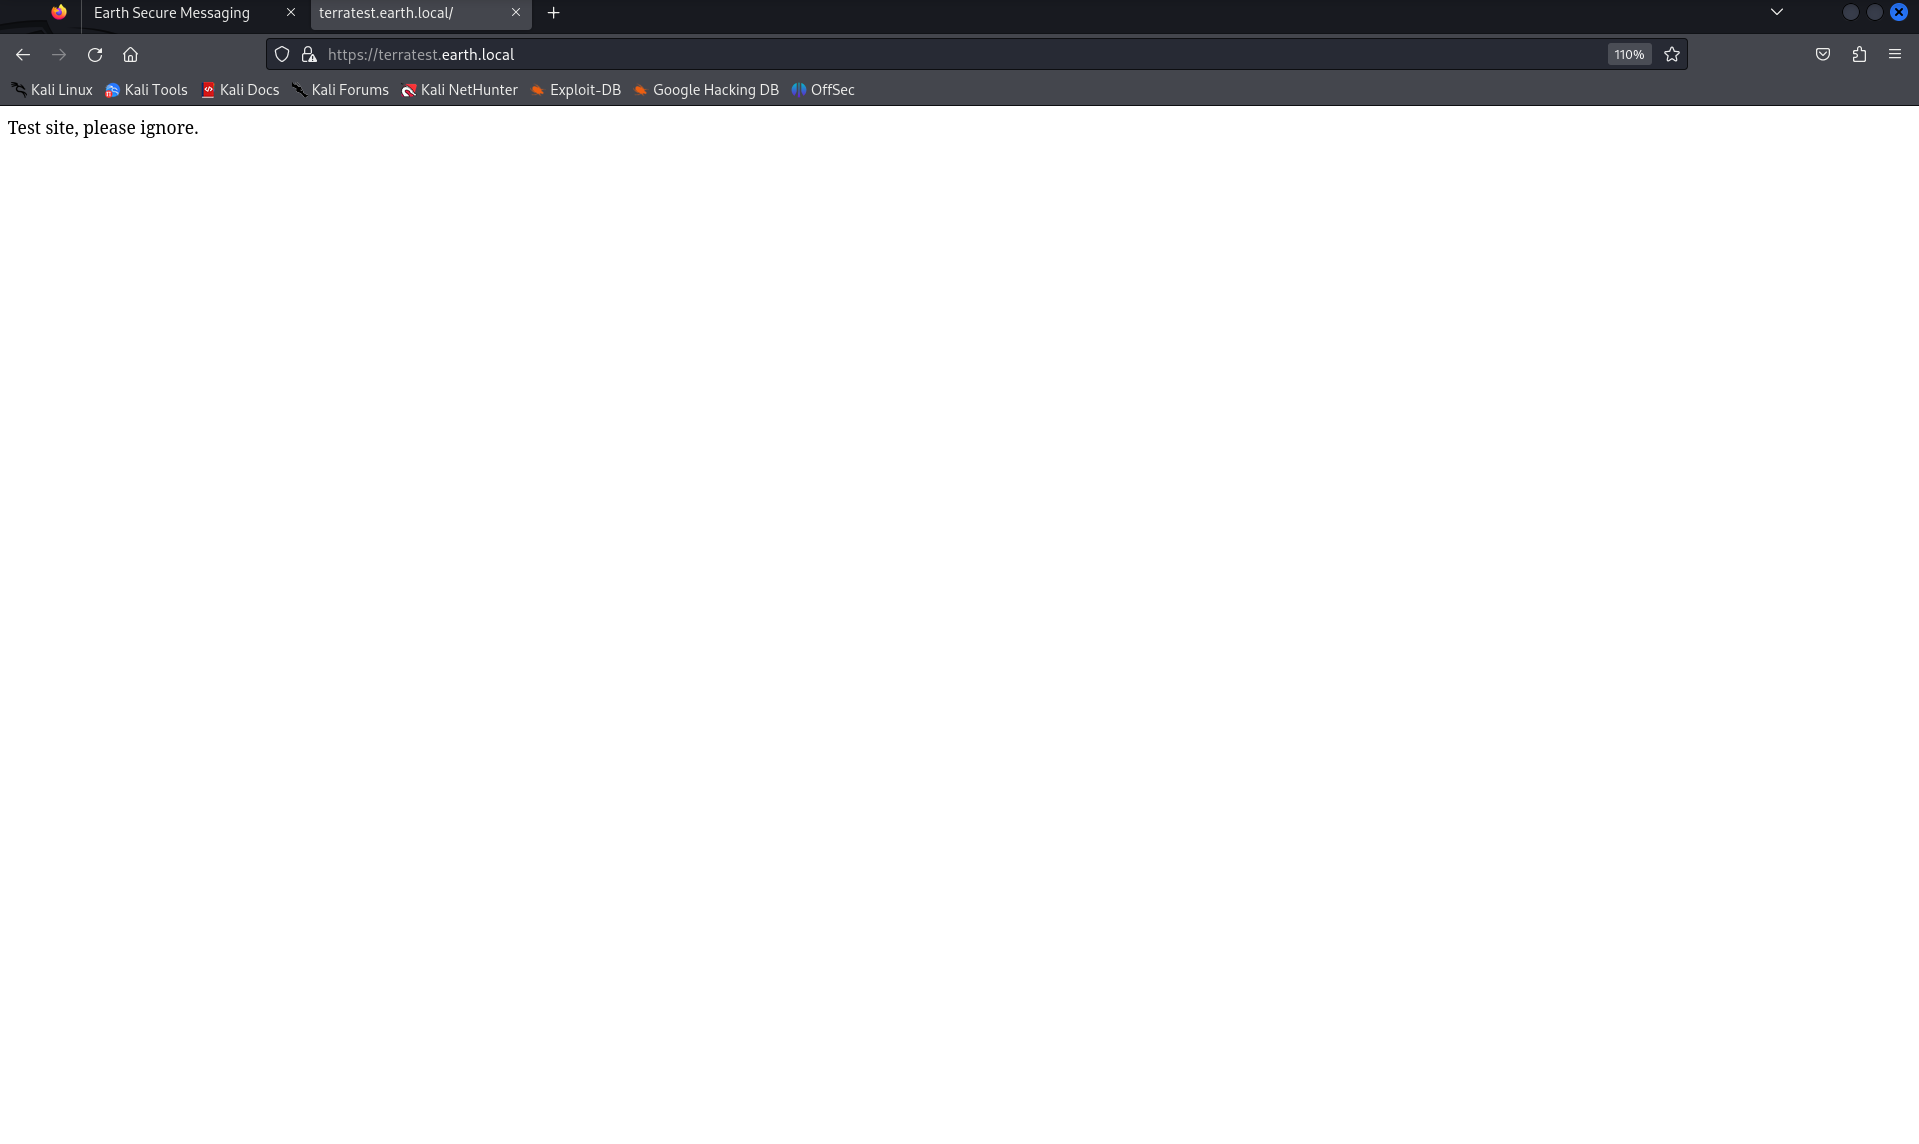 Earth Secure Messaging
terratest.earth.local/
https://terratest.earth.local
110%
Kali Linux Kali Tools Kali Docs Kali Forums Kali NetHunter Exploit-DB Google Hacking DB OffSec
Test site, please ignore.